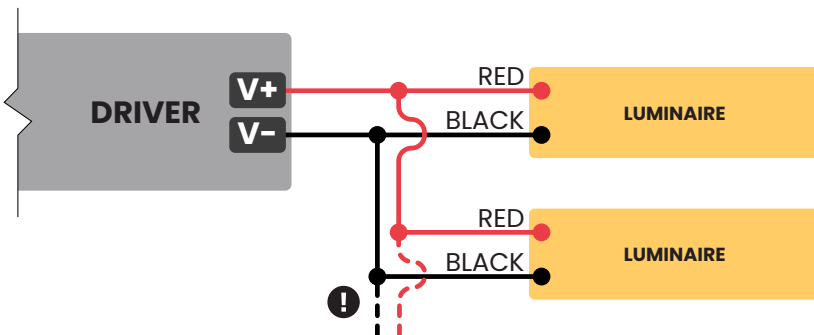 DRIVER
V+
V-
RED
BLACK
LUMINAIRE
RED
BLACK
LUMINAIRE
!